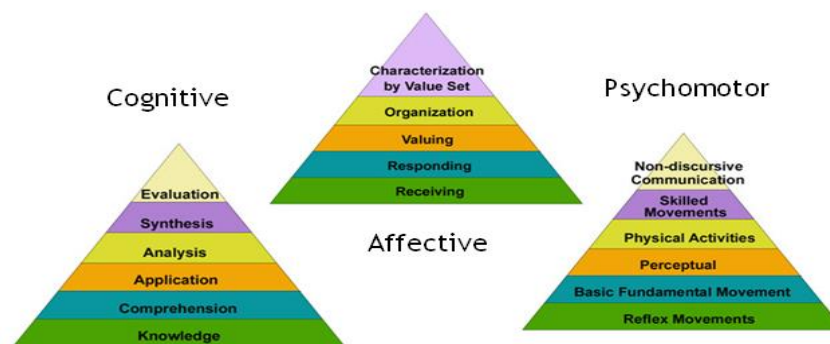 Cognitive
Evaluation
Synthesis
Analysis
Application
Comprehension
Knowledge
Characterization
by Value Set
Organization
Valuing
Responding
Receiving
Affective
Psychomotor
Non-discursive
Communication
Skilled
Movements
Physical Activities
Perceptual
Basic Fundamental Movement
Reflex Movements